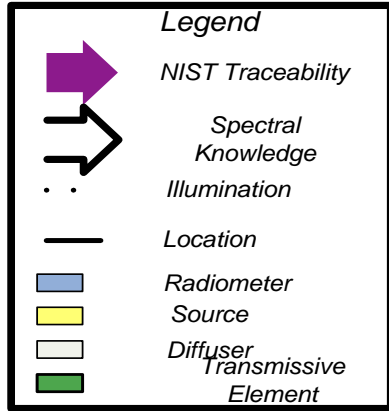 Legend
NIST Traceability
Spectral
Knowledge
Illumination
Location
Radiometer
Source
Diffuser
Transmissive
Element